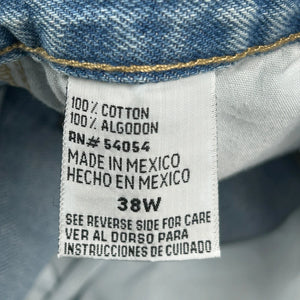 100% COTTON
100% ALGODON
RN# 54054
MADE IN MEXICO
HECHO EN MEXICO
38W
SEE REVERSE SIDE FOR CARE
VER AL DORSO PARA
INSTRUCCIONES DE CUIDADO